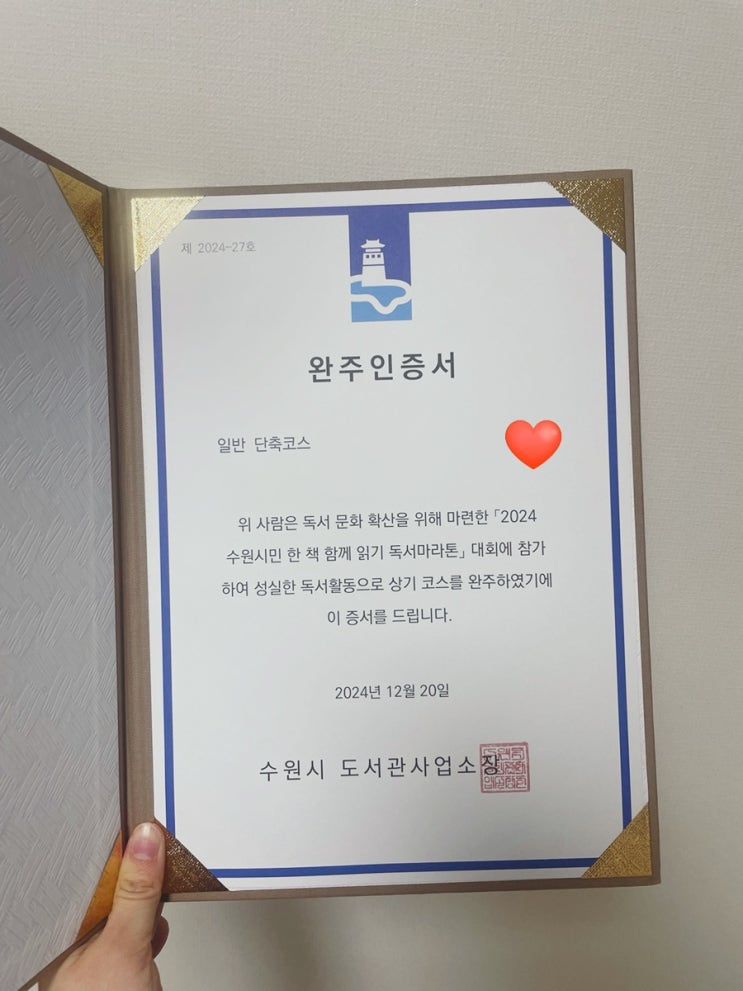 제 2024-27호
완주인증서
일반 단축코스
위 사람은 독서 문화 확산을 위해 마련한 「2024
수원시민 한 책 함께 읽기 독서마라톤」 대회에 참가
하여 성실한 독서활동으로 상기 코스를 완주하였기에
이 증서를 드립니다.
2024년 12월 20일
수원시 도서관사업소장